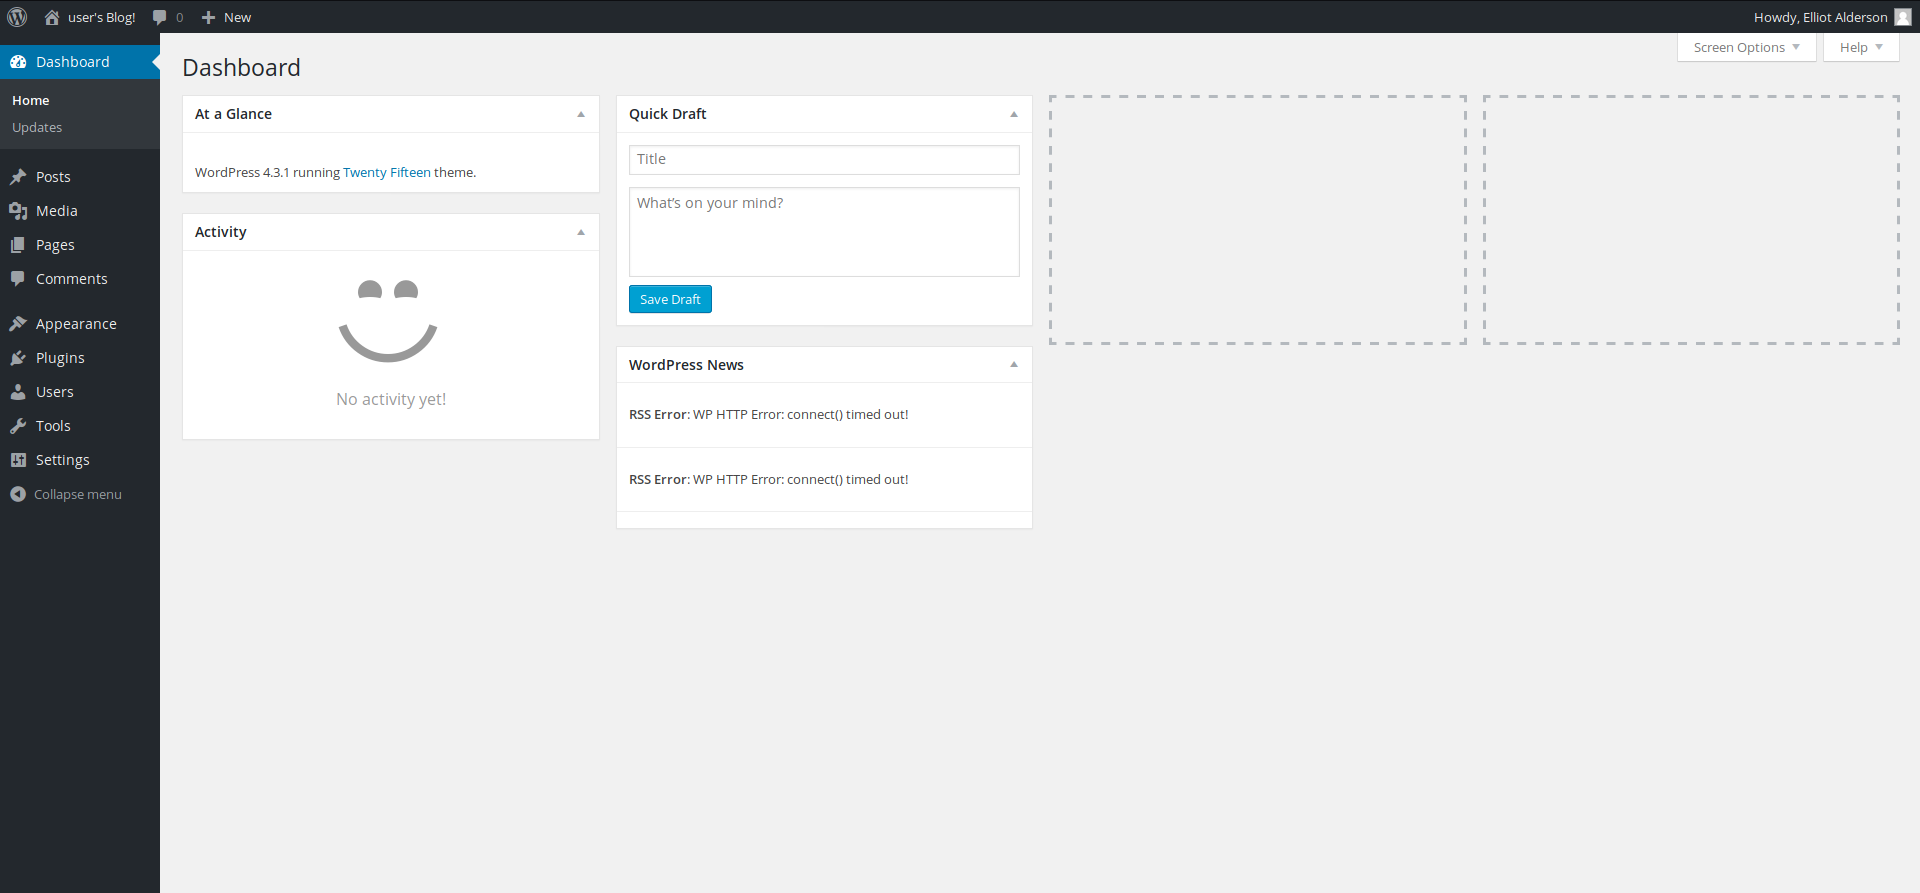 user's Blog!
0
New
Howdy, Elliot Alderson
Dashboard
Home
Updates
Posts
Media
Pages
Comments
Appearance
Plugins
Users
Tools
Settings
Collapse menu
Screen Options
Help
Dashboard
At a Glance
WordPress 4.3.1 running Twenty Fifteen theme.
Activity
No activity yet!
Quick Draft
Title
What's on your mind?
Save Draft
WordPress News
RSS Error: WP HTTP Error: connect() timed out!
RSS Error: WP HTTP Error: connect() timed out!